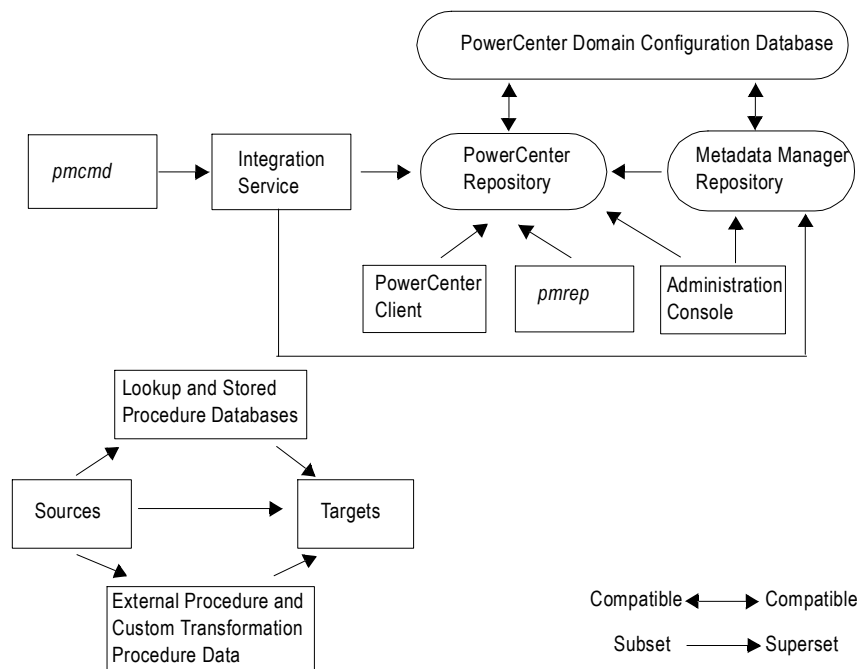 PowerCenter Domain Configuration Database
pmcmd
Integration
Service
PowerCenter
Repository
Metadata Manager
Repository
PowerCenter
Client
pmrep
Administration
Console
Lookup and Stored
Procedure Databases
Sources
Targets
External Procedure and
Custom Transformation
Procedure Data
Compatible Compatible
Subset Superset